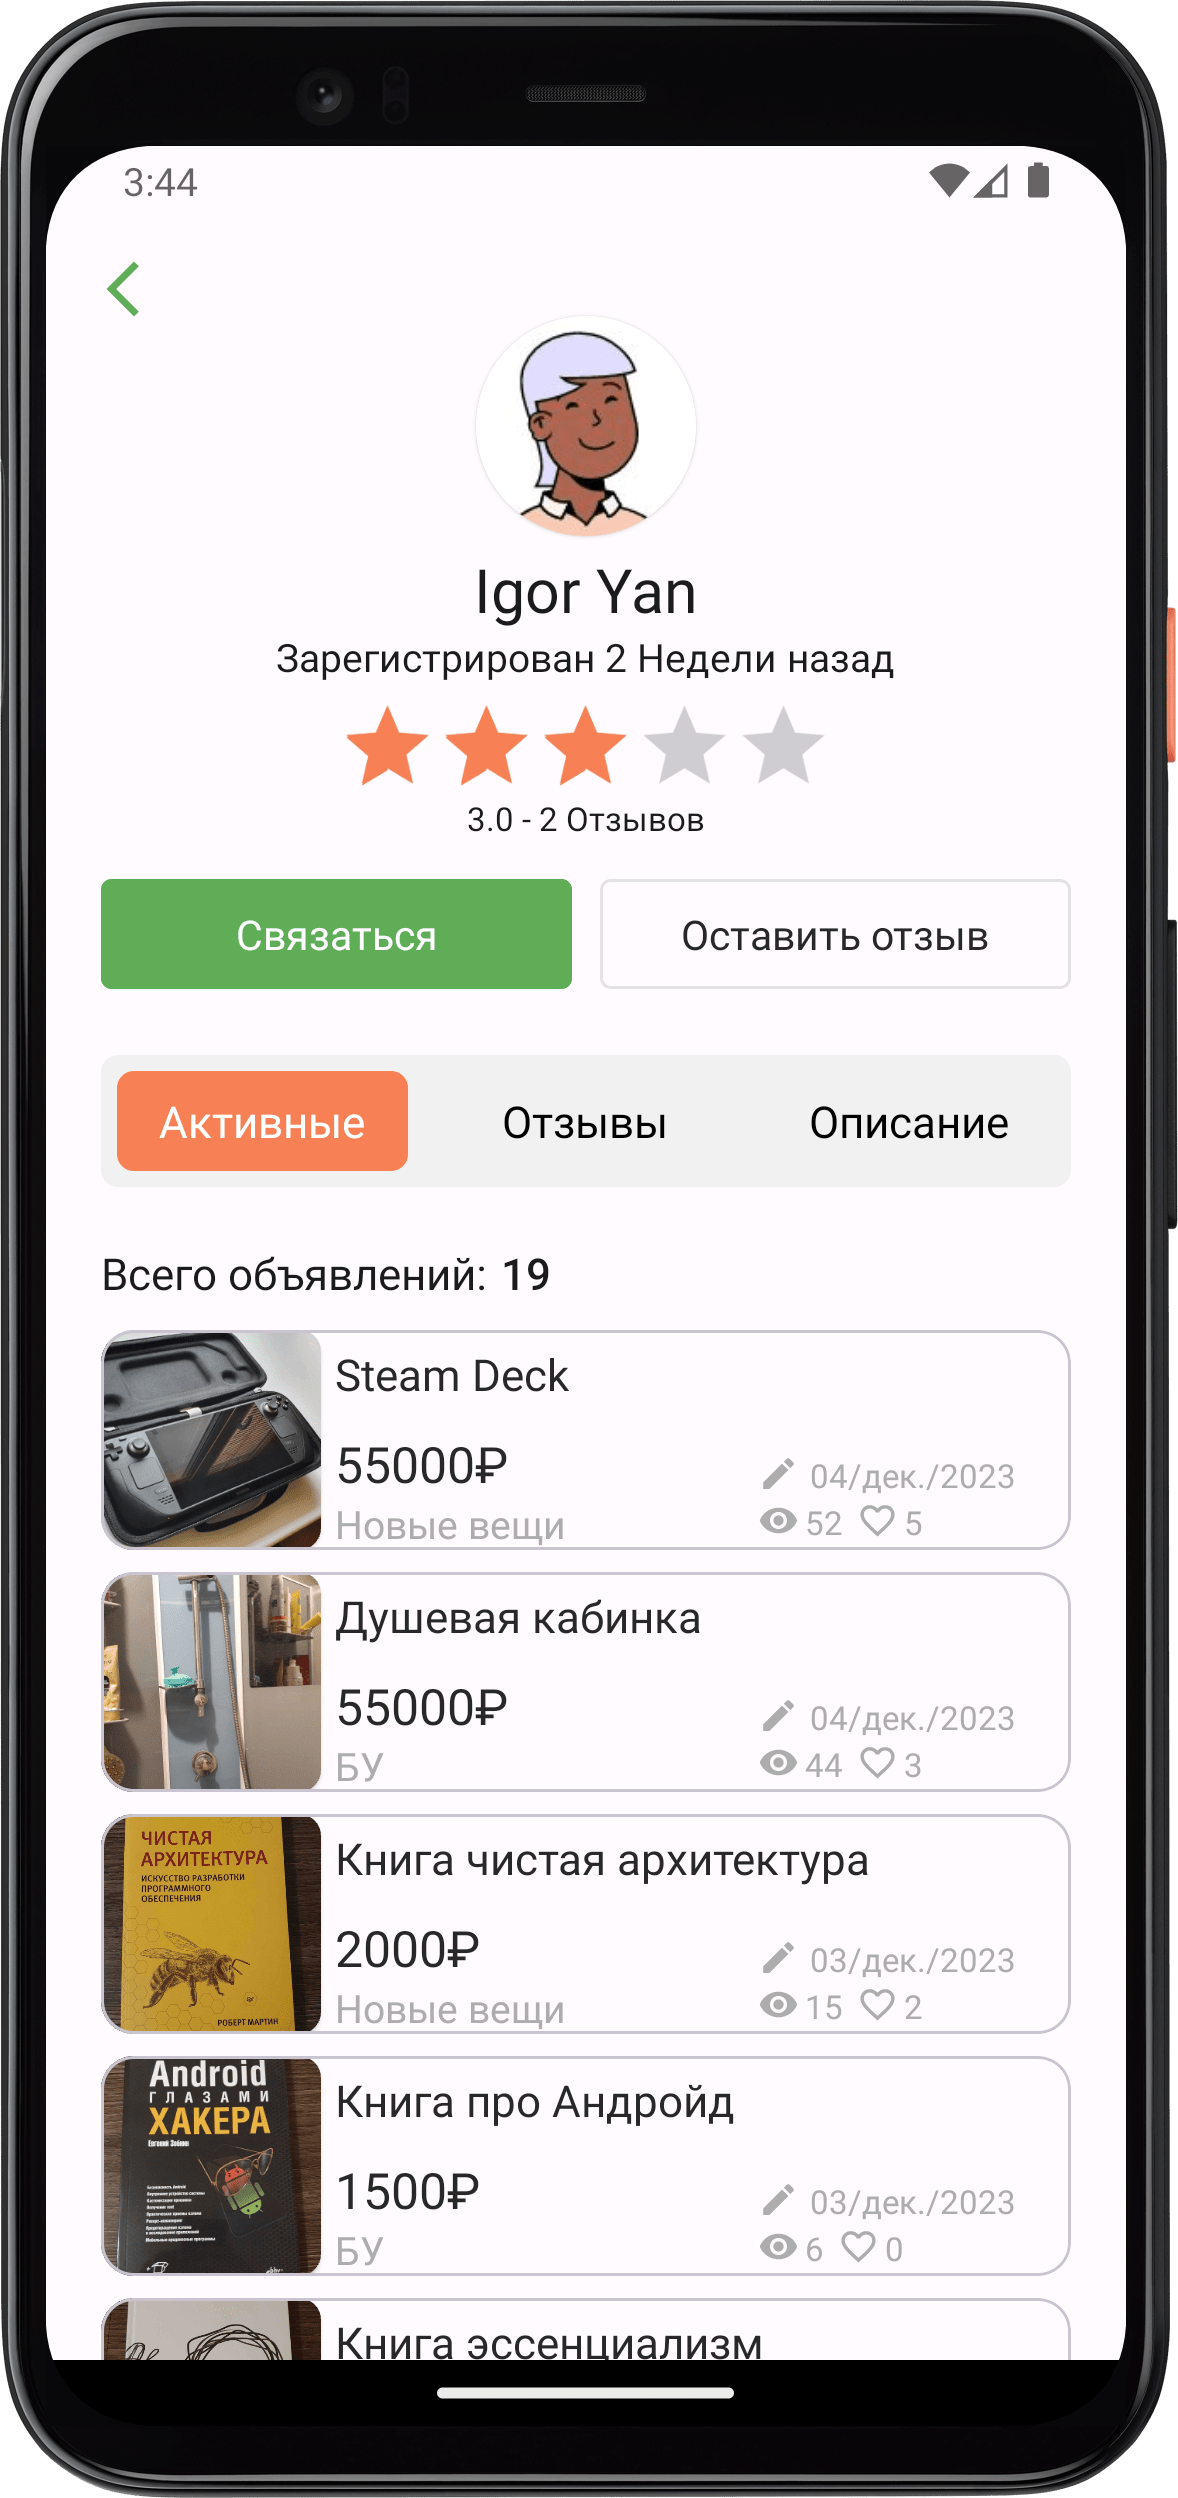 3:44
Igor Yan
Зарегистрирован 2 Недели назад
3.0 - 2 Отзывов
Связаться
Оставить отзыв
Активные
Отзывы
Описание
Всего объявлений: 19
Steam Deck
55000₽
04/дек./2023
Новые вещи
52
5
Душевая кабинка
55000₽
04/дек./2023
БУ
44
3
ЧИСТАЯ
АРХИТЕКТУРА
ИСКУССТВО РАЗРАБОТКИ
ПРОГРАММНОГО
ОБЕСПЕЧЕНИЯ
РОБЕРТ МАРТИН
Книга чистая архитектура
2000₽
03/дек./2023
Новые вещи
15
2
Android
ГЛАЗАМИ
ХАКЕРА
Евгений Зобнин
Книга про Андройд
1500₽
03/дек./2023
БУ
6
0
Книга эссенциализм